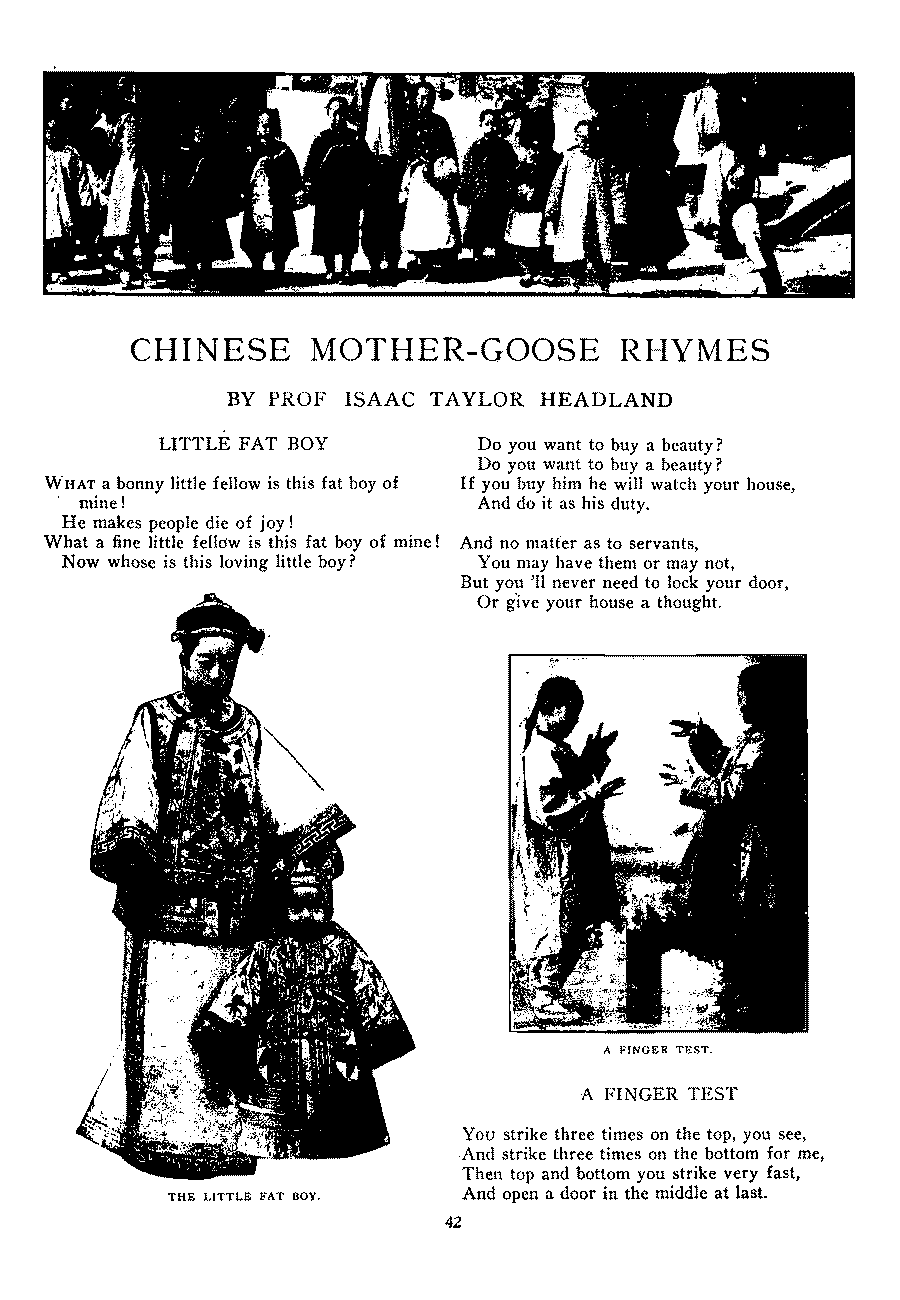 CHINESE MOTHER-GOOSE RHYMES
BY PROF ISAAC TAYLOR HEADLAND
LITTLE FAT BOY
WHAT a bonny little fellow is this fat boy of
mine!
He makes people die of joy!
What a fine little fellow is this fat boy of mine!
Now whose is this loving little boy?
THE LITTLE FAT BOY.
Do you want to buy a beauty?
Do you want to buy a beauty?
If you buy him he will watch your house,
And do it as his duty.
And no matter as to servants,
You may have them or may not,
But you 'll never need to lock your door,
Or give your house a thought.
A FINGER TEST.
A FINGER TEST
YOU strike three times on the top, you see,
And strike three times on the bottom for me,
Then top and bottom you strike very fast,
And open a door in the middle at last.
42